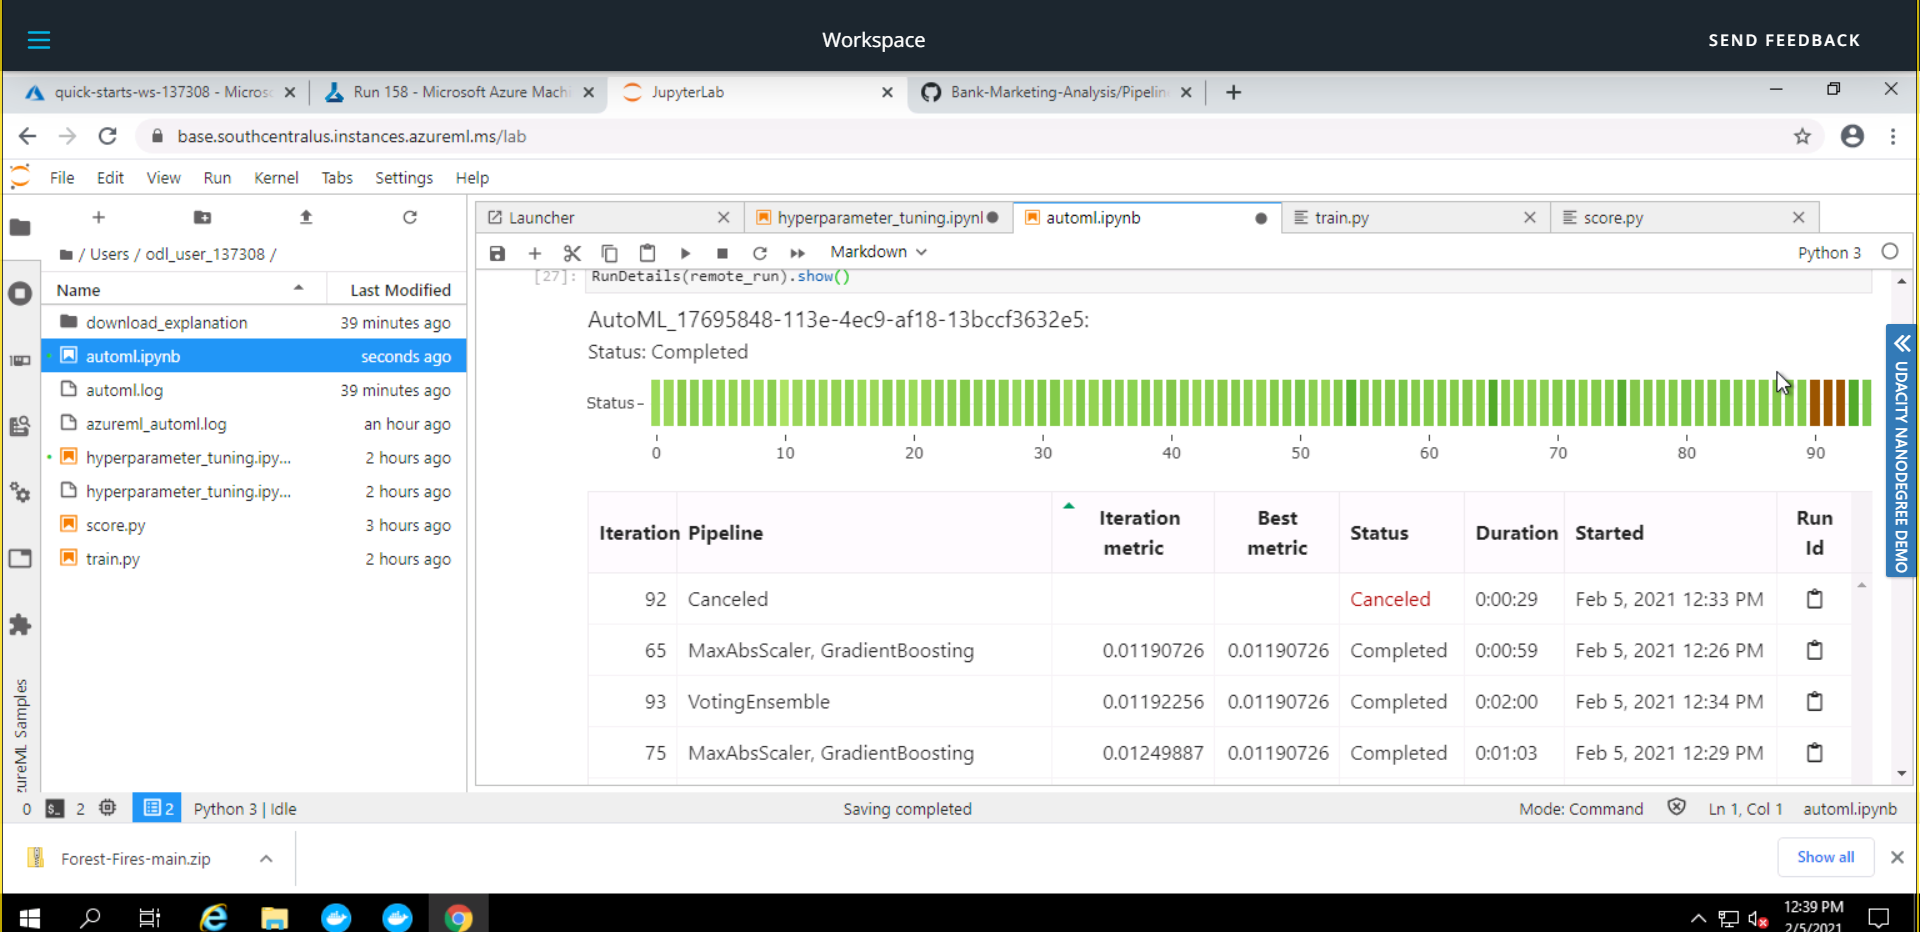 Workspace
SEND FEEDBACK
quick-starts-ws-137308 - Micros
Run 158 - Microsoft Azure Machi
JupyterLab
Bank-Marketing-Analysis/Pipelin
base.southcentralus.instances.azureml.ms/lab
File Edit View Run Kernel Tabs Settings Help
/ Users / odl_user_137308 /
Name Last Modified
download_explanation 39 minutes ago
automl.ipynb seconds ago
automl.log 39 minutes ago
azureml_automl.log an hour ago
hyperparameter_tuning.ipy... 2 hours ago
hyperparameter_tuning.ipy... 2 hours ago
score.py 3 hours ago
train.py 2 hours ago
Launcher hyperparameter_tuning.ipynl automl.ipynb train.py score.py
Markdown
Python 3
[27]: RunDetails(remote_run).show()
AutoML_17695848-113e-4ec9-af18-13bccf3632e5:
Status: Completed
Status
0 10 20 30 40 50 60 70 80 90
Iteration Pipeline Iteration metric Best metric Status Duration Started Run Id
92 Canceled Canceled 0:00:29 Feb 5, 2021 12:33 PM
65 MaxAbsScaler, GradientBoosting 0.01190726 0.01190726 Completed 0:00:59 Feb 5, 2021 12:26 PM
93 VotingEnsemble 0.01192256 0.01190726 Completed 0:02:00 Feb 5, 2021 12:34 PM
75 MaxAbsScaler, GradientBoosting 0.01249887 0.01190726 Completed 0:01:03 Feb 5, 2021 12:29 PM
UDACITY NANODEGREE DEMO
zureML Samples
0 2 2 Python 3 | Idle
Saving completed
Mode: Command Ln 1, Col 1 automl.ipynb
Forest-Fires-main.zip
Show all
12:39 PM
2/5/2021